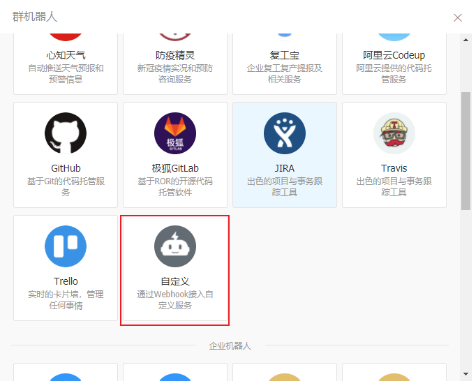 群机器人
心知天气
自动推送天气预报和
预警信息
防疫精灵
新冠疫情实况和预防
咨询服务
复工宝
企业复工复产提报及
相关服务
阿里云Codeup
阿里云提供的代码托
管服务
GitHub
基于Git的代码托管服
务
极狐
GITLAB
极狐GitLab
基于ROR的开源代码
托管软件
JIRA
出色的项目与事务跟
踪工具
Travis
出色的项目与事务跟
踪工具
Trello
实时的卡片墙，管理
任何事情
自定义
通过Webhook接入自
定义服务
企业机器人